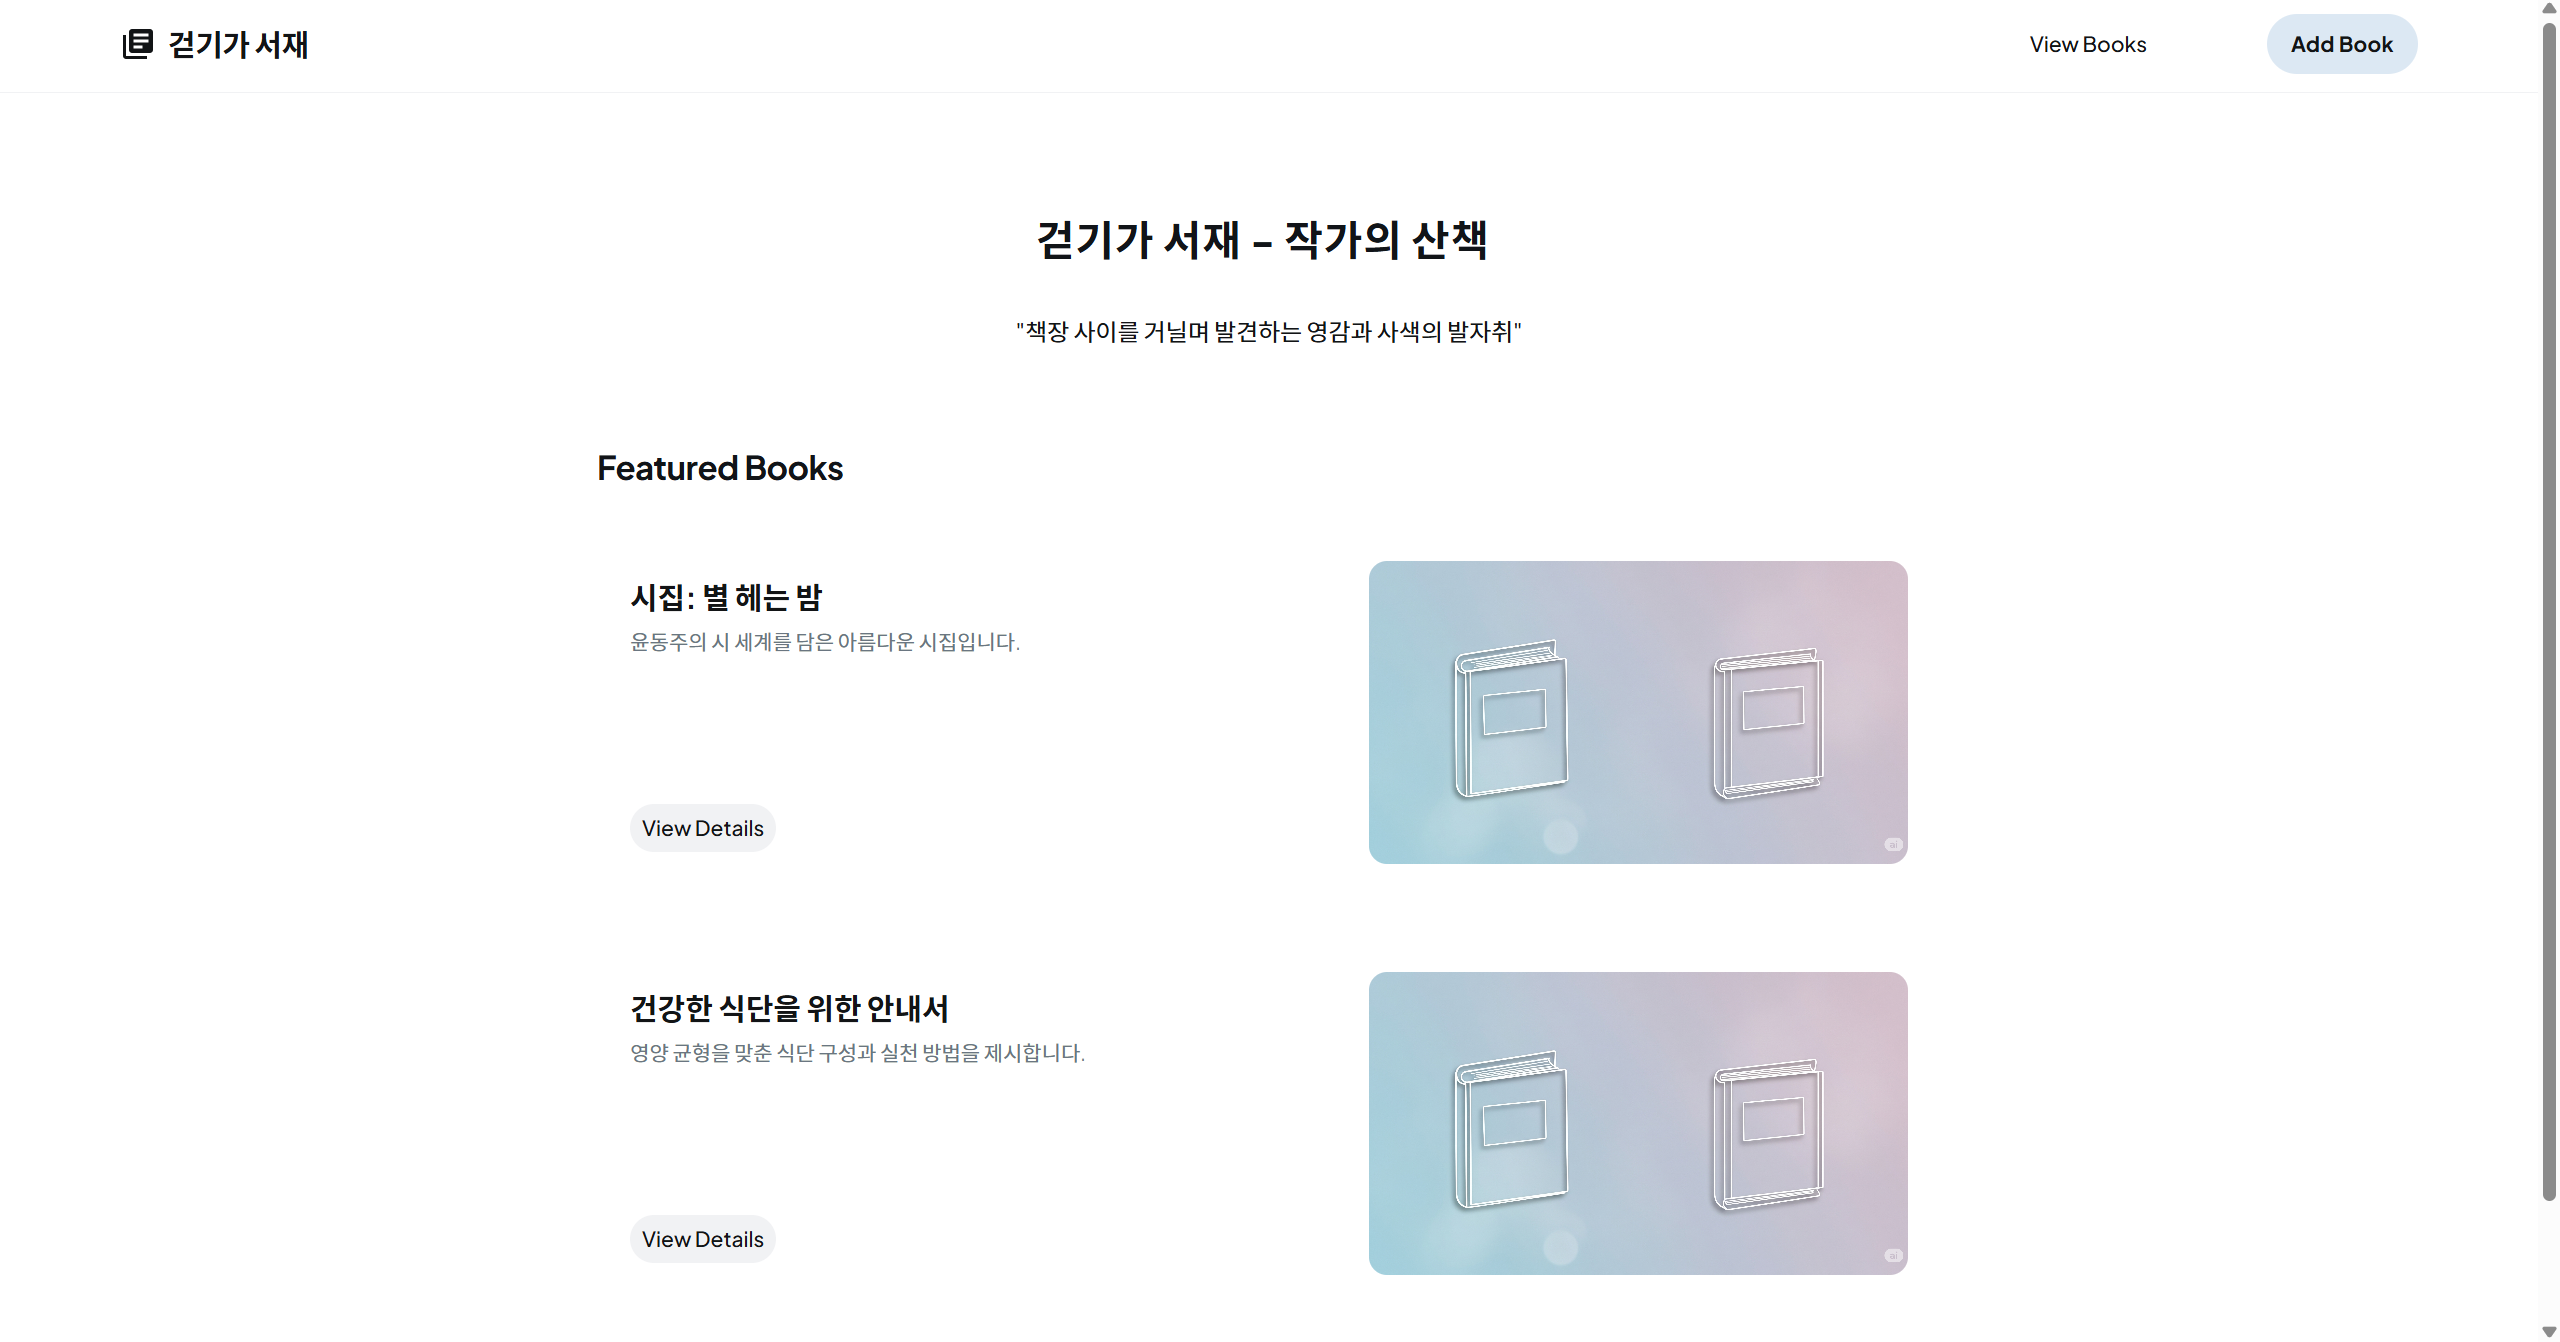 걷기가 서재
View Books
Add Book
걷기가 서재 – 작가의 산책
"책장 사이를 거닐며 발견하는 영감과 사색의 발자취"
Featured Books
시집: 별 헤는 밤
윤동주의 시 세계를 담은 아름다운 시집입니다.
View Details
ai
건강한 식단을 위한 안내서
영양 균형을 맞춘 식단 구성과 실천 방법을 제시합니다.
View Details
ai